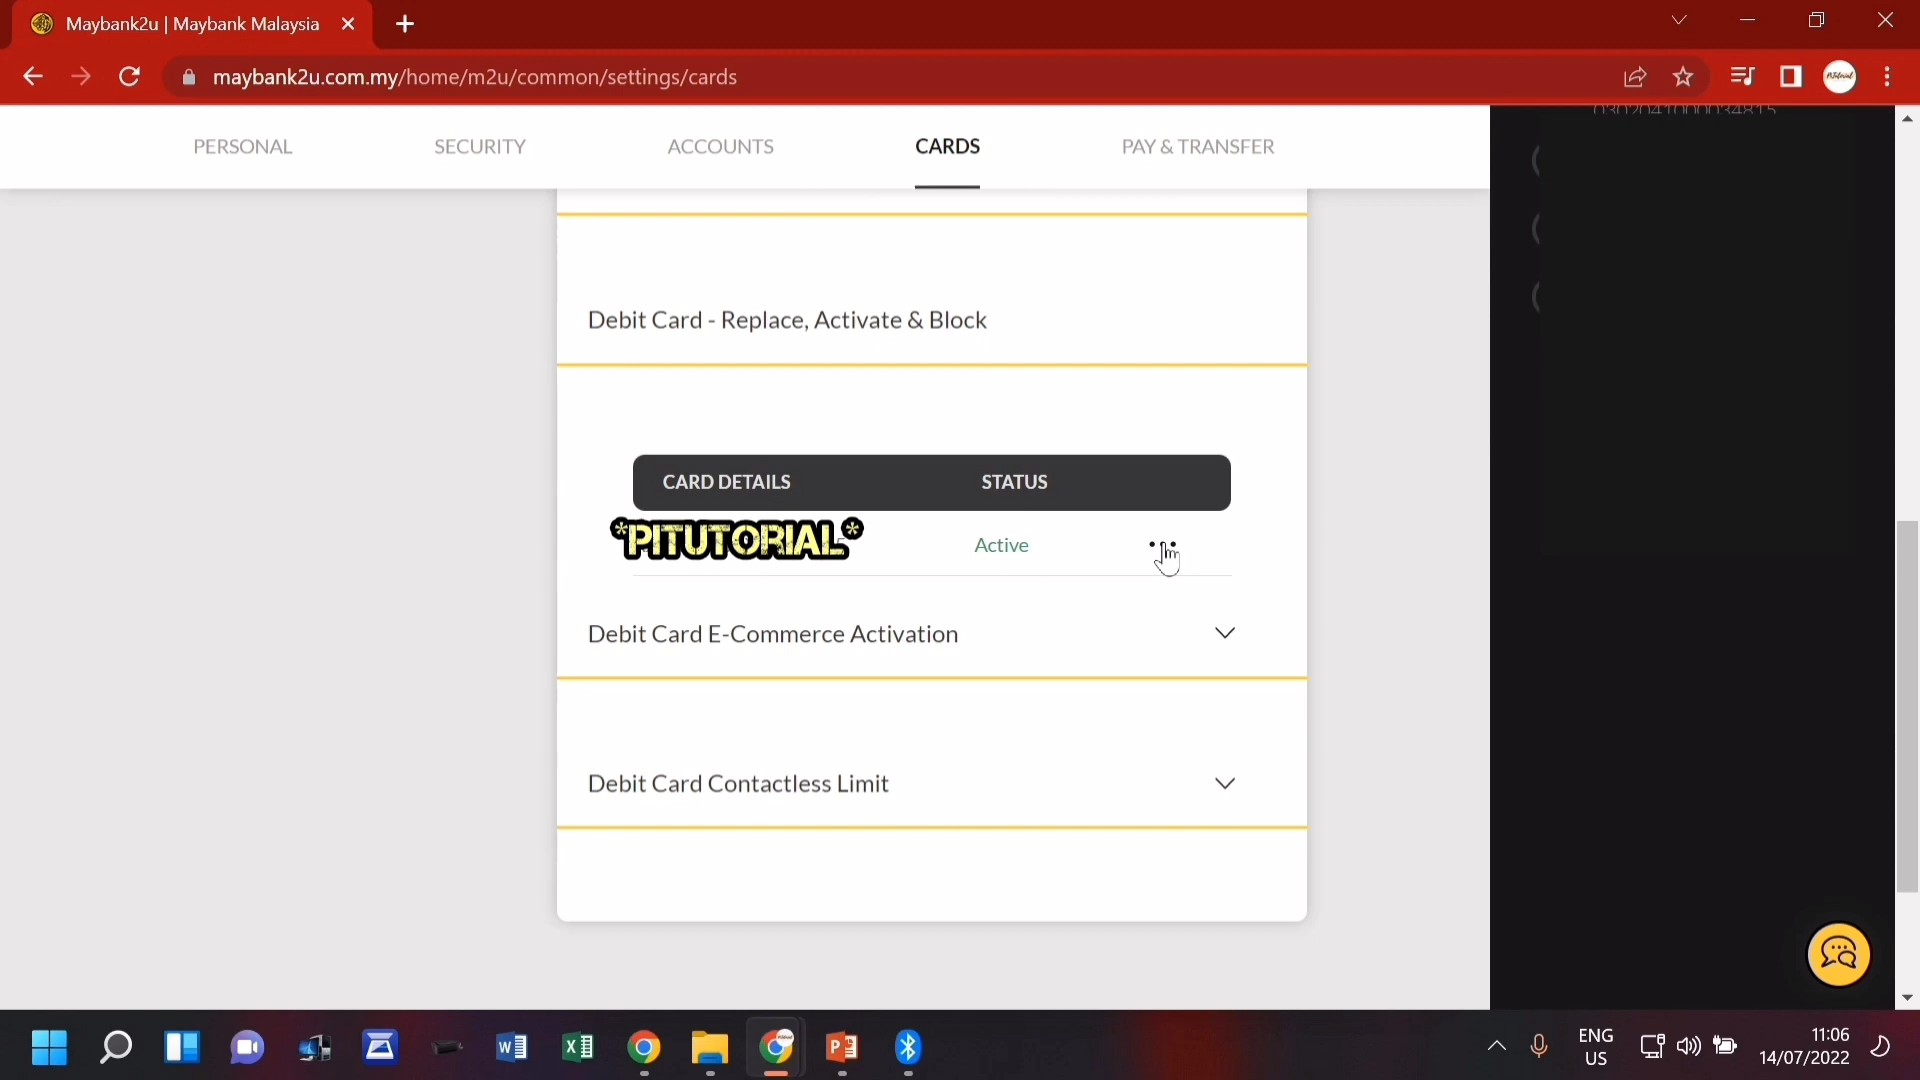 Maybank2u | Maybank Malaysia
maybank2u.com.my/home/m2u/common/settings/cards
PERSONAL
SECURITY
ACCOUNTS
CARDS
PAY & TRANSFER
Debit Card - Replace, Activate & Block
CARD DETAILS
STATUS
*PITUTORIAL*
Active
Debit Card E-Commerce Activation
Debit Card Contactless Limit
ENG
US
11:06
14/07/2022